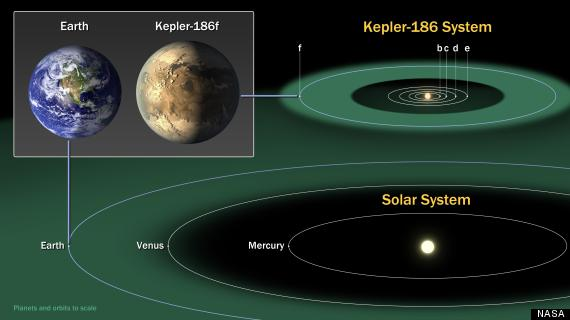 Earth
Kepler-186f
Kepler-186 System
f
b c d e
Solar System
Earth
Venus
Mercury
Planets and orbits to scale
NASA